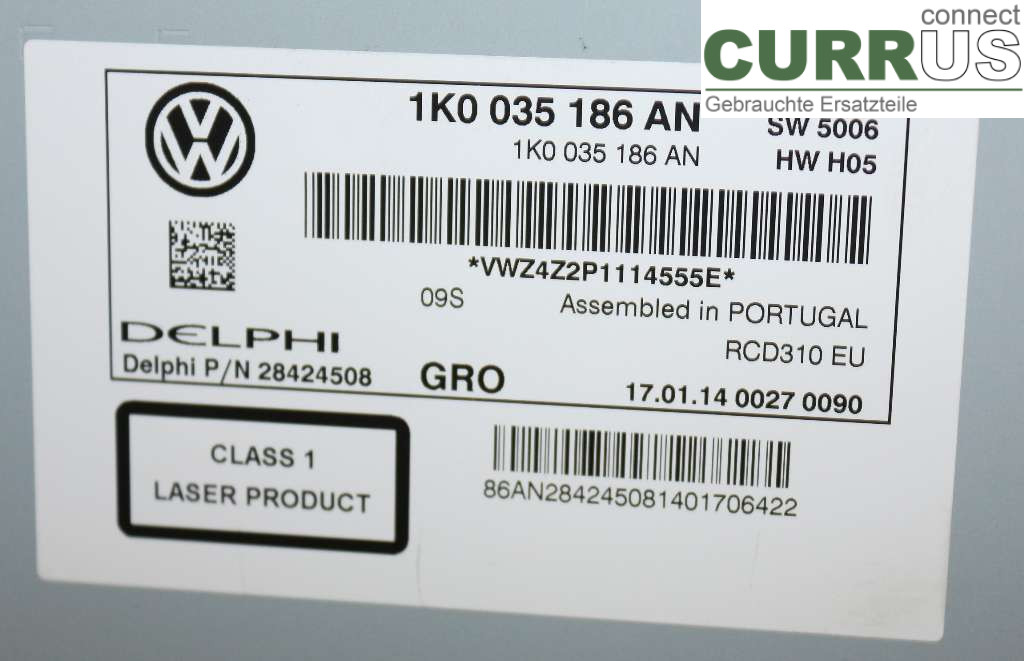 connect
CURRUS
Gebrauchte Ersatzteile
1K0 035 186 AN
SW 5006
1K0 035 186 AN
HW H05
*VWZ4Z2P1114555E*
09S
Assembled in PORTUGAL
DELPHI
RCD310 EU
Delphi P/N 28424508
GRO
17.01.14 0027 0090
CLASS 1
LASER PRODUCT
86AN284245081401706422